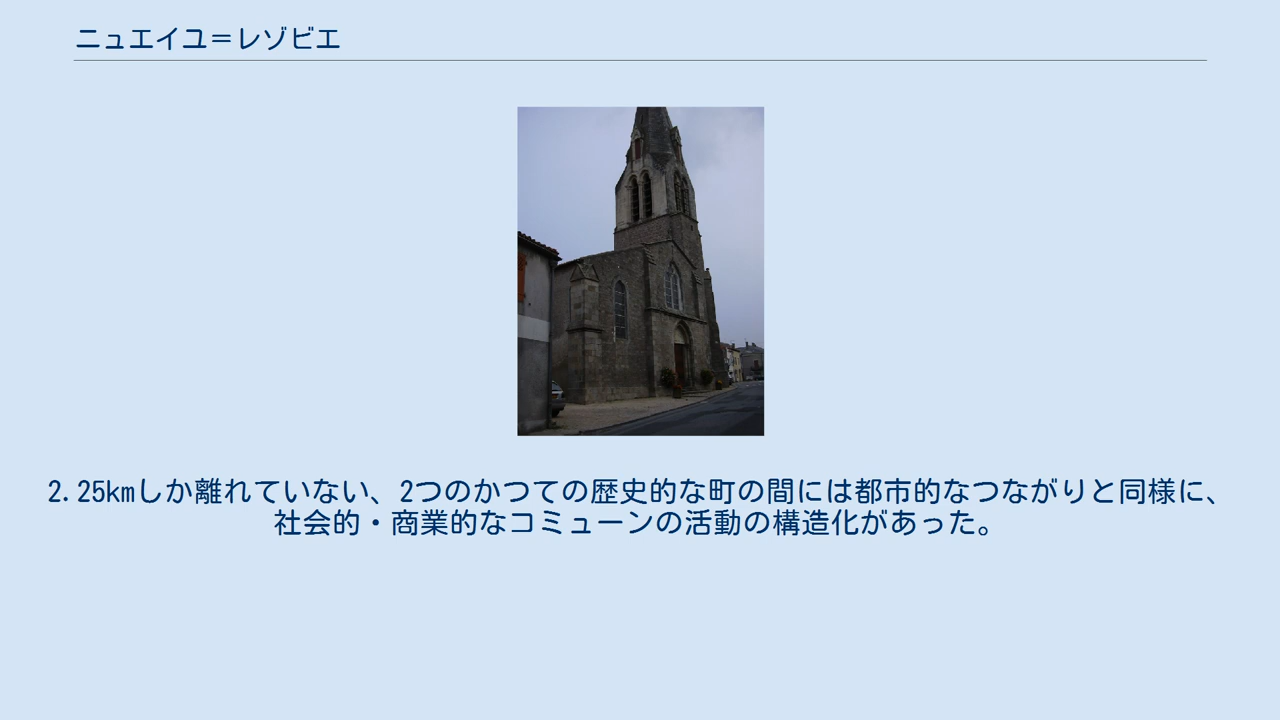 ニュエイユ＝レゾビエ
2.25kmしか離れていない、2つのかつての歴史的な町の間には都市的なつながりと同様に、
社会的・商業的なコミューンの活動の構造化があった。